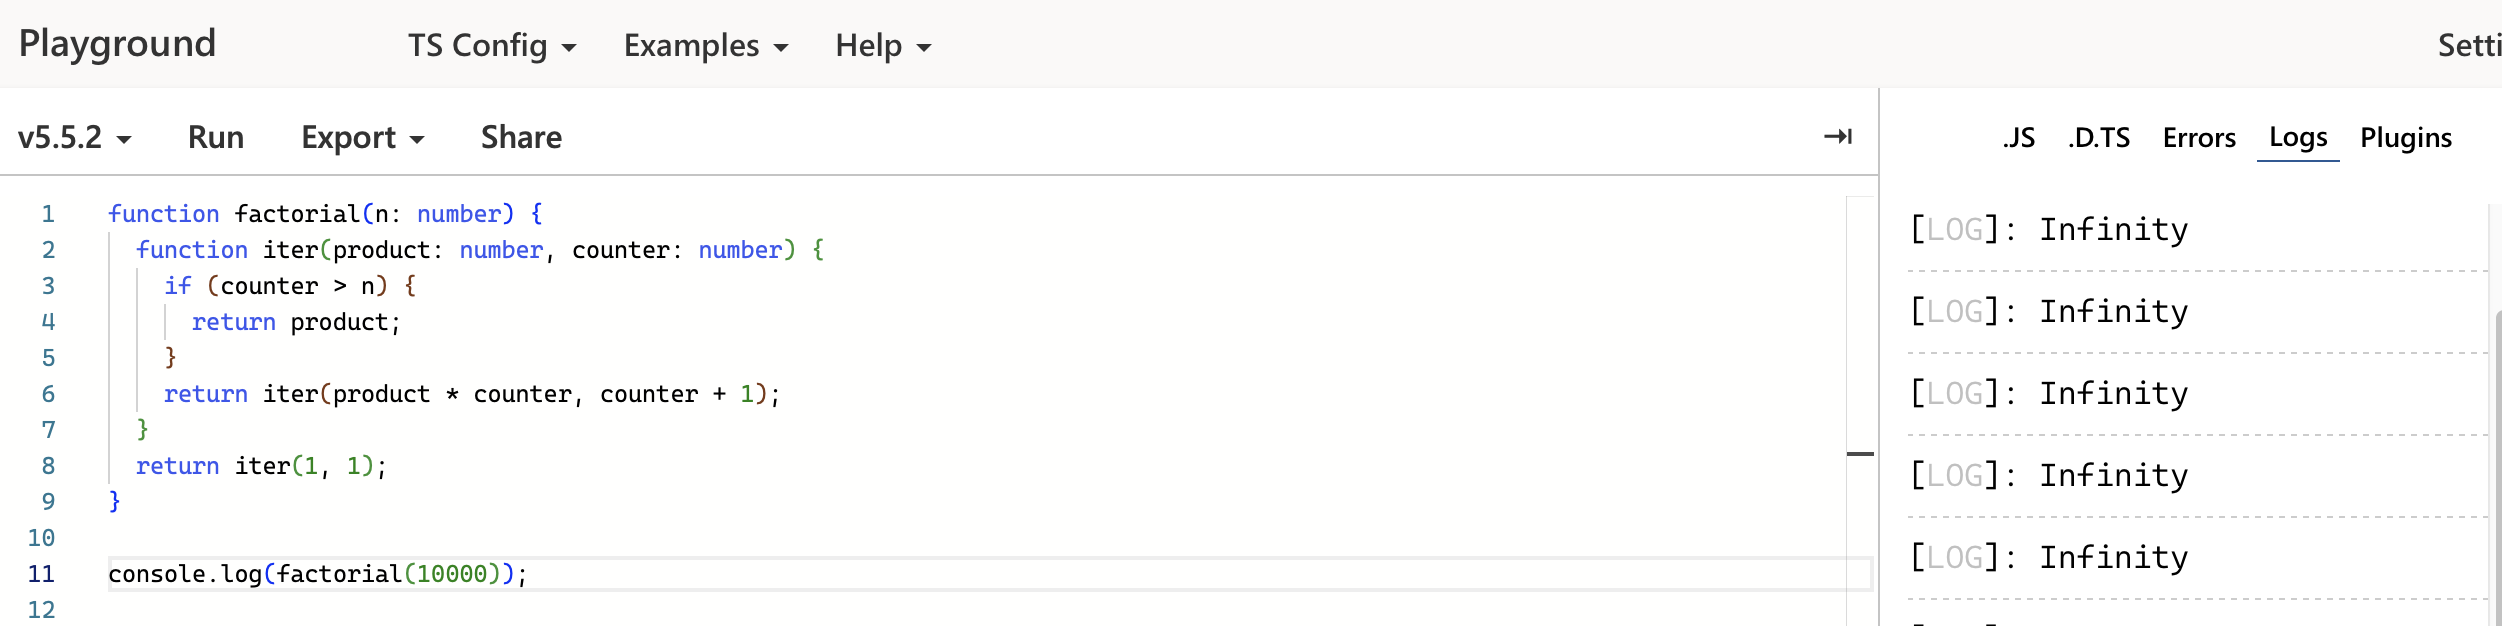 Playground TS Config Examples Help Setti
v5.5.2 Run Export Share .JS .D.TS Errors Logs Plugins
1 function factorial(n: number) {
2   function iter(product: number, counter: number) {
3     if (counter > n) {
4       return product;
5     }
6     return iter(product * counter, counter + 1);
7   }
8   return iter(1, 1);
9 }
10
11 console.log(factorial(10000));
12
[LOG]: Infinity
[LOG]: Infinity
[LOG]: Infinity
[LOG]: Infinity
[LOG]: Infinity